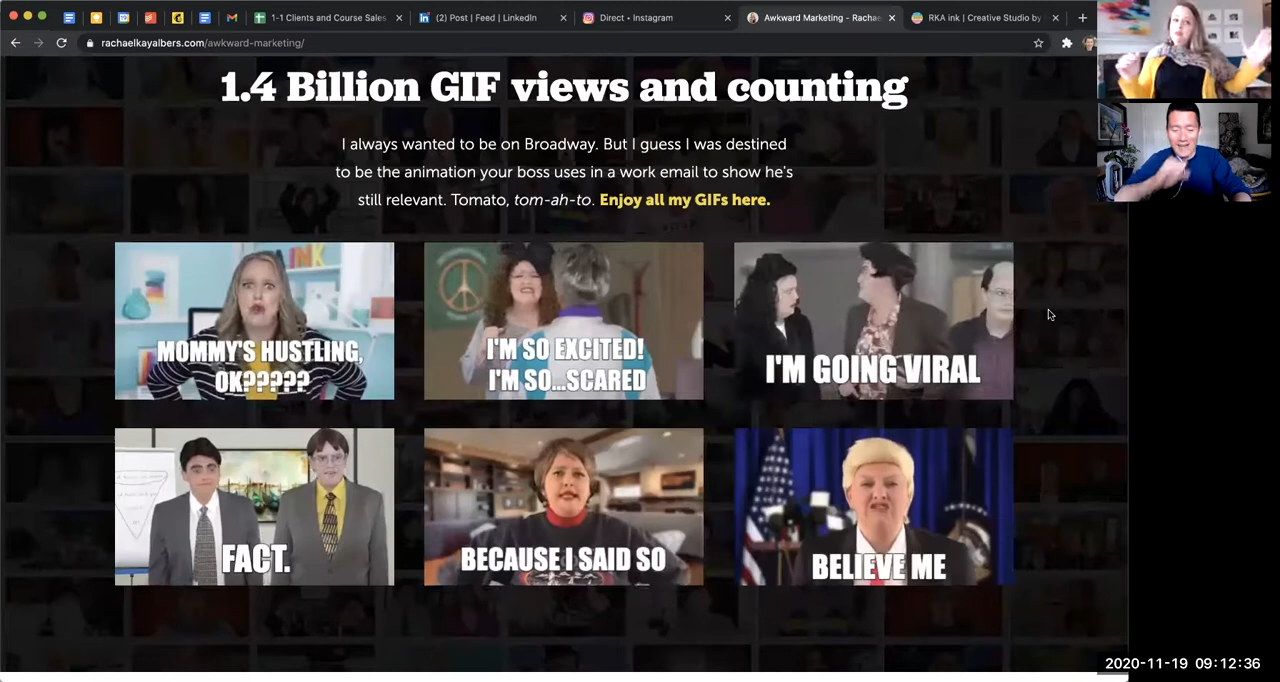 1-1 Clients and Course Sales
(2) Post | Feed | LinkedIn
Direct • Instagram
Awkward Marketing - Rachae
RKA ink | Creative Studio by
rachaelkayalbers.com/awkward-marketing/
1.4 Billion GIF views and counting
I always wanted to be on Broadway. But I guess I was destined
to be the animation your boss uses in a work email to show he's
still relevant. Tomato, tom-ah-to. Enjoy all my GIFs here.
INK
MOMMY'S HUSTLING,
OK?????
I'M SO EXCITED!
I'M SO...SCARED
I'M GOING VIRAL
FACT.
BECAUSE I SAID SO
BELIEVE ME
2020-11-19 09:12:36